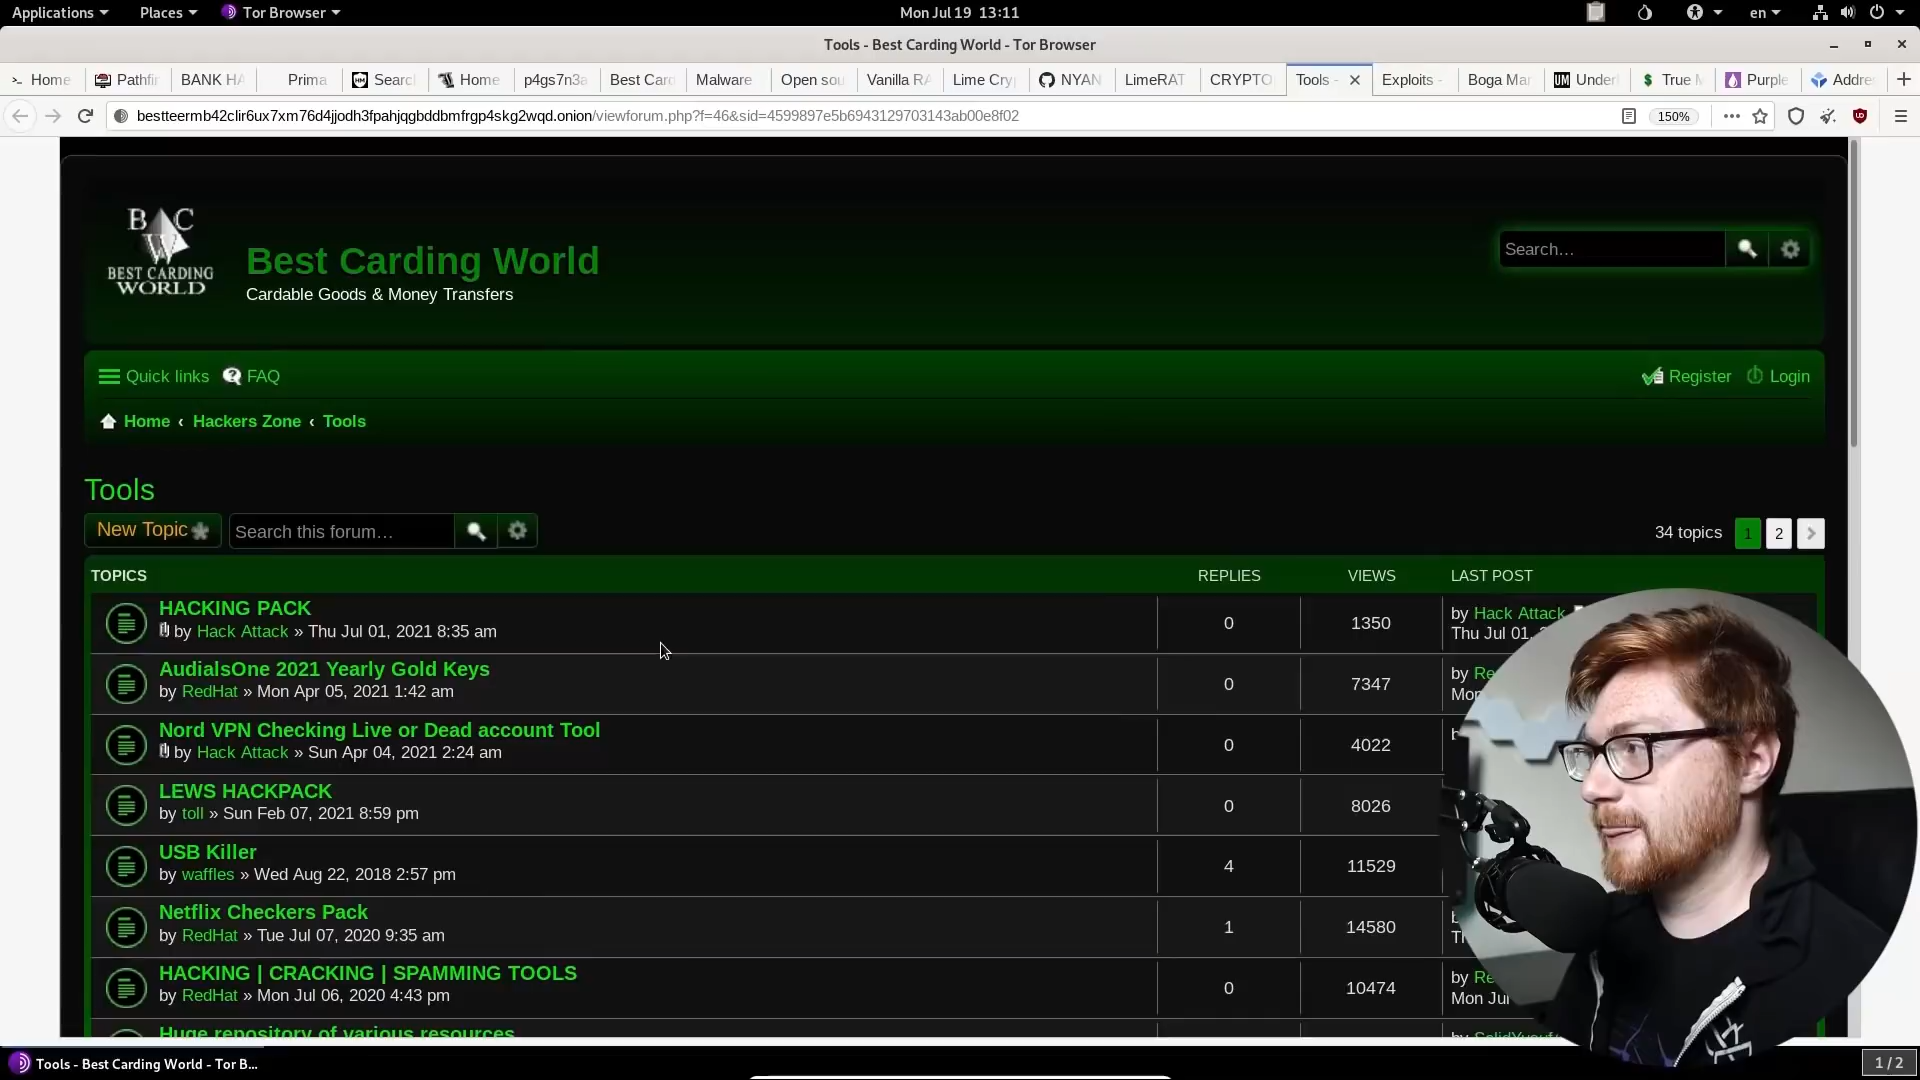 Applications Places Tor Browser Mon Jul 19 13:11 en
Tools - Best Carding World - Tor Browser
Home Pathfi BANK HA Prima Searc Home p4gs7n3a Best Card Malware Open sou Vanilla RA Lime Cry NYAN LimeRAT CRYPTO Tools - Exploits - Boga Mar Under True M Purple Addre
bestteermb42clir6ux7xm76d4jjodh3fpahjqgbddbmfrgp4skg2wqd.onion/viewforum.php?f=46&sid=4599897e5b6943129703143ab00e8f02 150%
BCW
BEST CARDING
WORLD
Best Carding World
Cardable Goods & Money Transfers
Search…
Quick links FAQ Register Login
Home ‹ Hackers Zone ‹ Tools
Tools
New Topic Search this forum… 34 topics 1 2
TOPICS REPLIES VIEWS LAST POST
HACKING PACK
by Hack Attack » Thu Jul 01, 2021 8:35 am 0 1350 by Hack Attack
Thu Jul 01,
AudialsOne 2021 Yearly Gold Keys
by RedHat » Mon Apr 05, 2021 1:42 am 0 7347 by Re
Mon
Nord VPN Checking Live or Dead account Tool
by Hack Attack » Sun Apr 04, 2021 2:24 am 0 4022 b
LEWS HACKPACK
by toll » Sun Feb 07, 2021 8:59 pm 0 8026
USB Killer
by waffles » Wed Aug 22, 2018 2:57 pm 4 11529
Netflix Checkers Pack
by RedHat » Tue Jul 07, 2020 9:35 am 1 14580
HACKING | CRACKING | SPAMMING TOOLS
by RedHat » Mon Jul 06, 2020 4:43 pm 0 10474 by Re
Mon Jul
Huge repository of various resources
Tools - Best Carding World - Tor B... 1 / 2